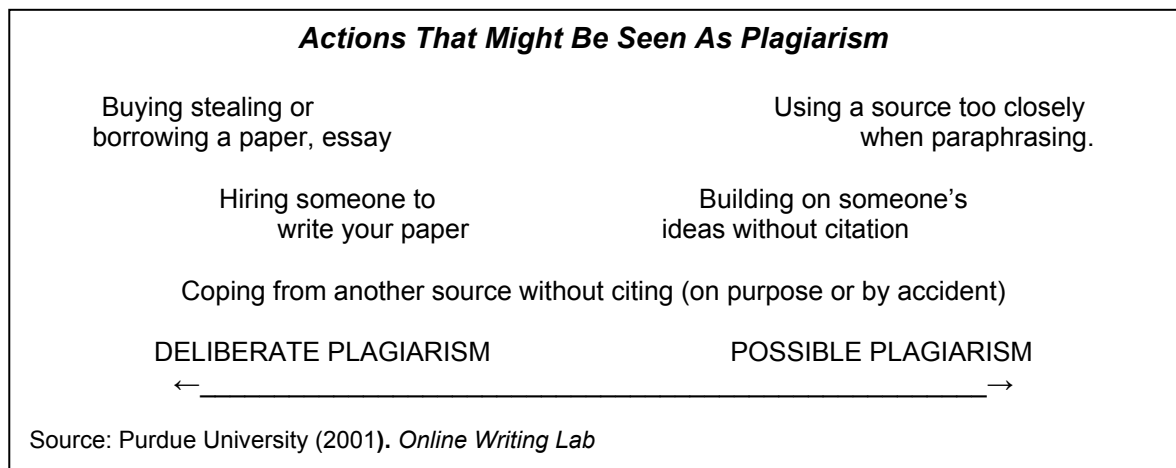 Actions That Might Be Seen As Plagiarism
Buying stealing or
borrowing a paper, essay
Using a source too closely
when paraphrasing.
Hiring someone to
write your paper
Building on someone’s
ideas without citation
Coping from another source without citing (on purpose or by accident)
DELIBERATE PLAGIARISM
POSSIBLE PLAGIARISM
Source: Purdue University (2001). Online Writing Lab